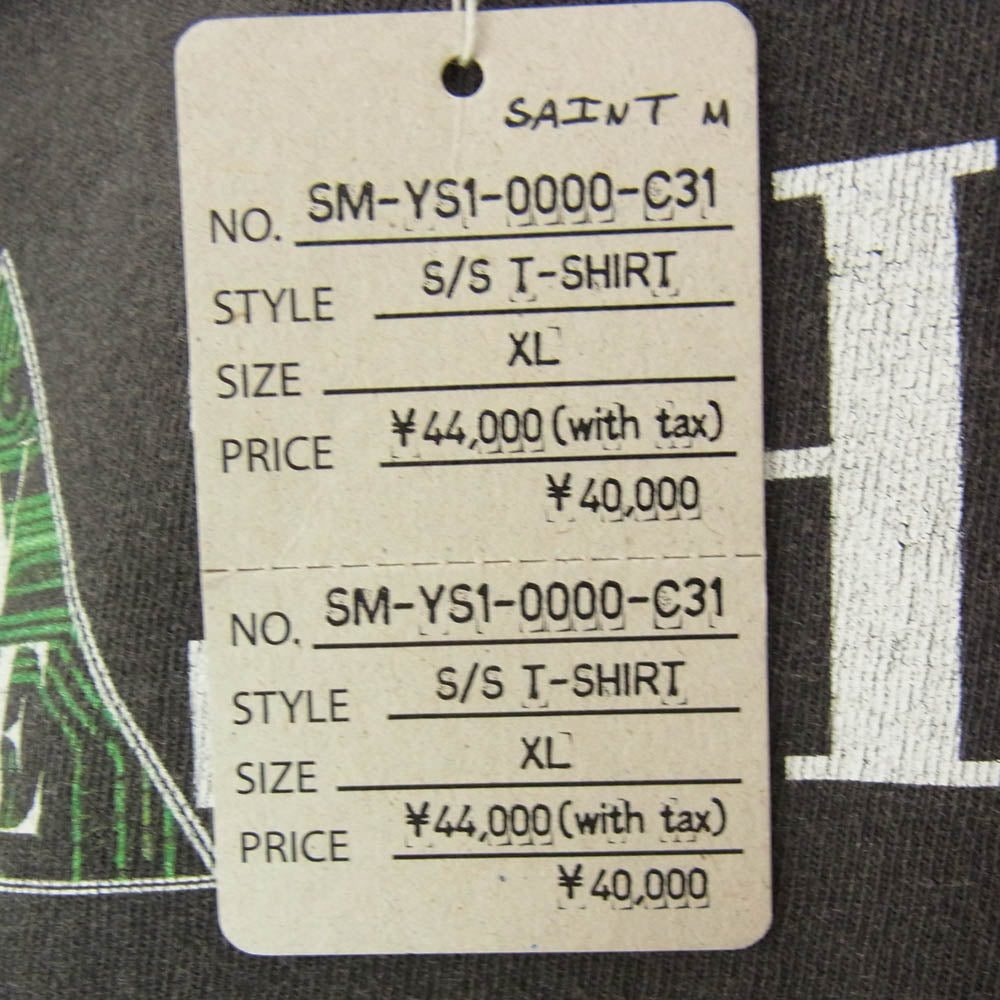 SAINT M
NO. SM-YS1-0000-C31
STYLE S/S T-SHIRT
SIZE XL
PRICE ¥44,000(with tax)
¥40,000
NO. SM-YS1-0000-C31
STYLE S/S T-SHIRT
SIZE XL
PRICE ¥44,000(with tax)
¥40,000
H
E